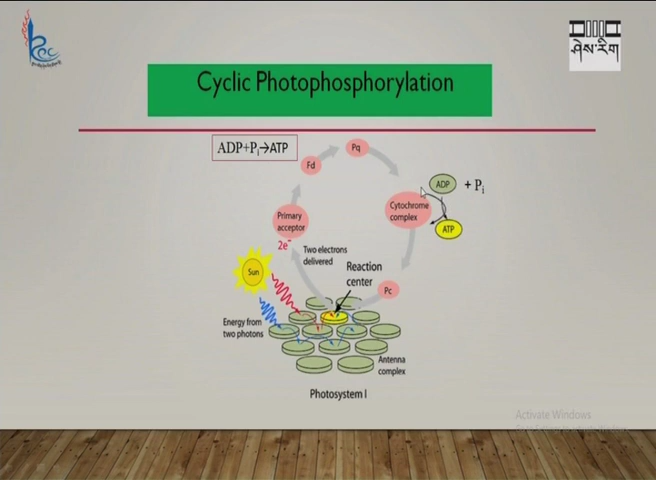 ཤེས་རིག
Cyclic Photophosphorylation
ADP+Pi→ATP
Pq
Fd
ADP
+ Pi
Primary
acceptor
Cytochrome
complex
ATP
2e-
Two electrons
delivered
Sun
Reaction
center
Pc
Energy from
two photons
Antenna
complex
Photosystem I
Activate Windows